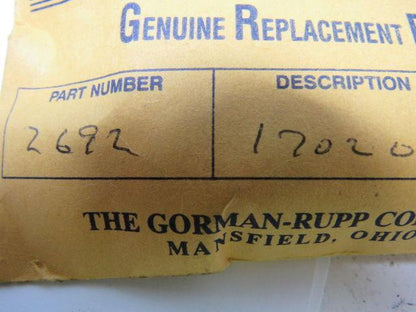 GENUINE REPLACEMENT
PART NUMBER DESCRIPTION
2692 17020
THE GORMAN-RUPP CO
MANSFIELD, OHIO